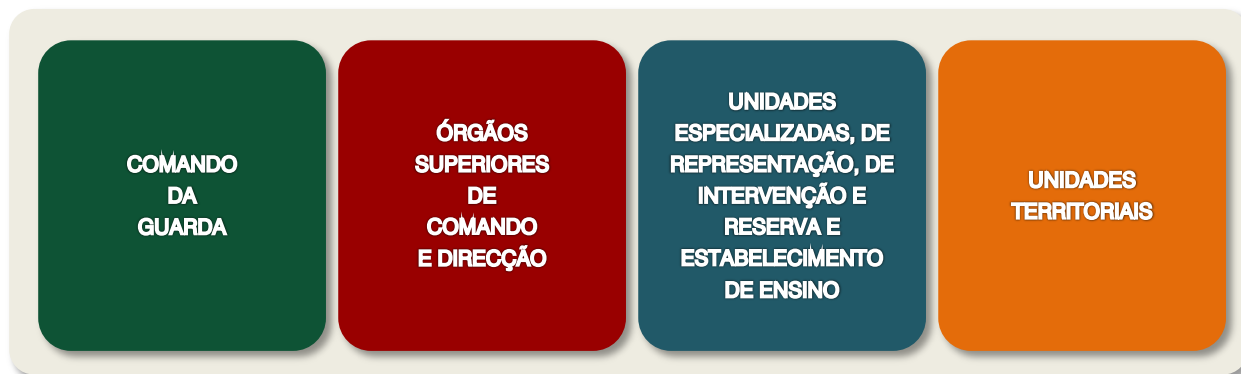 COMANDO
DA
GUARDA
ÓRGÃOS
SUPERIORES
DE
COMANDO
E DIRECÇÃO
UNIDADES
ESPECIALIZADAS, DE
REPRESENTAÇÃO, DE
INTERVENÇÃO E
RESERVA E
ESTABELECIMENTO
DE ENSINO
UNIDADES
TERRITORIAIS